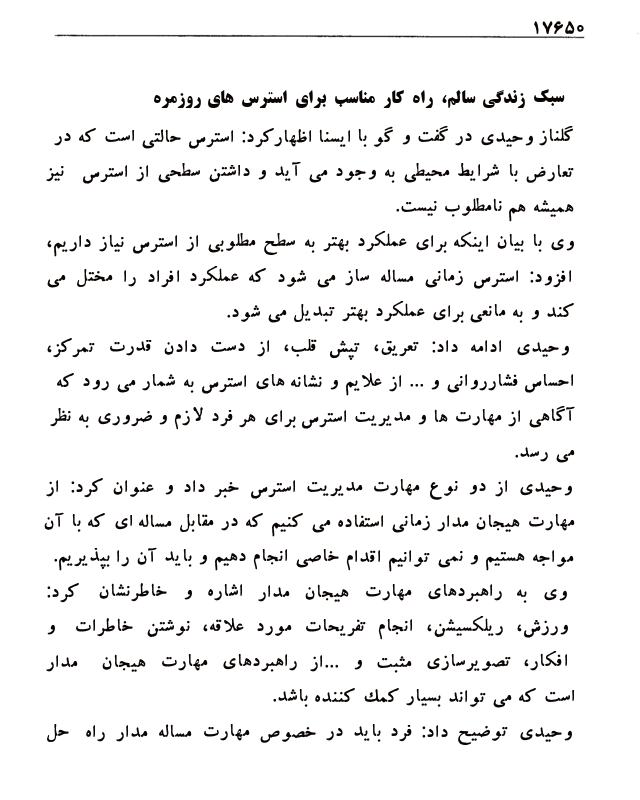 ۱۷۶۵۰
سبک زندگی سالم، راه کار مناسب برای استرس های روزمره
گلناز وحیدی در گفت و گو با ایسنا اظهارکرد: استرس حالتی است که در
تعارض با شرایط محیطی به وجود می آید و داشتن سطحی از استرس نیز
همیشه هم نامطلوب نیست.
وی با بیان اینکه برای عملکرد بهتر به سطح مطلوبی از استرس نیاز داریم،
افزود: استرس زمانی مساله ساز می شود که عملکرد افراد را مختل می
کند و به مانعی برای عملکرد بهتر تبدیل می شود.
وحیدی ادامه داد: تعریق، تپش قلب، از دست دادن قدرت تمرکز،
احساس فشارروانی و ... از علایم و نشانه های استرس به شمار می رود که
آگاهی از مهارت ها و مدیریت استرس برای هر فرد لازم و ضروری به نظر
می رسد.
وحیدی از دو نوع مهارت مدیریت استرس خبر داد و عنوان کرد: از
مهارت هیجان مدار زمانی استفاده می کنیم که در مقابل مساله ای که با آن
مواجه هستیم و نمی توانیم اقدام خاصی انجام دهیم و باید آن را بپذیریم.
وی به راهبردهای مهارت هیجان مدار اشاره و خاطرنشان کرد:
ورزش، ریلکسیشن، انجام تفریحات مورد علاقه، نوشتن خاطرات و
افکار، تصویرسازی مثبت و ...از راهبردهای مهارت هیجان مدار
است که می تواند بسیار کمک کننده باشد.
وحیدی توضیح داد: فرد باید در خصوص مهارت مساله مدار راه حل